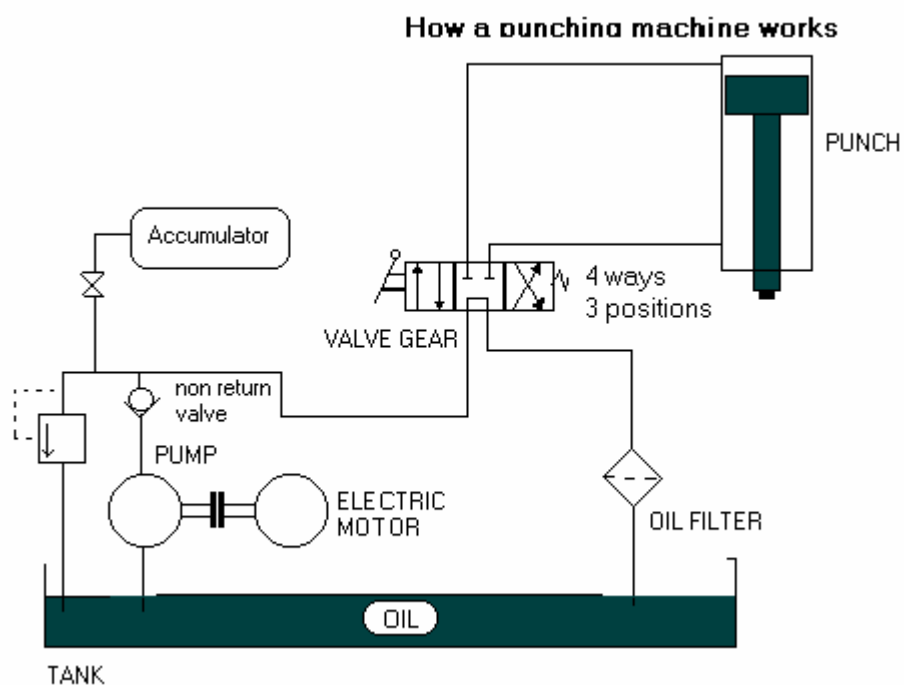 How a punching machine works
PUNCH
Accumulator
4 ways
3 positions
VALVE GEAR
non return
valve
PUMP
ELECTRIC
MOTOR
OIL FILTER
OIL
TANK